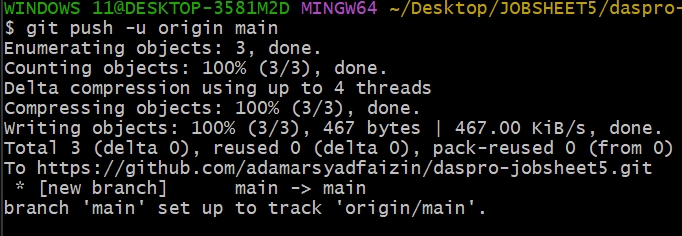 WINDOWS 11@DESKTOP-3581M2D MINGW64 ~/Desktop/JOBSHEET5/daspro-
$ git push -u origin main
Enumerating objects: 3, done.
Counting objects: 100% (3/3), done.
Delta compression using up to 4 threads
Compressing objects: 100% (3/3), done.
Writing objects: 100% (3/3), 467 bytes | 467.00 KiB/s, done.
Total 3 (delta 0), reused 0 (delta 0), pack-reused 0 (from 0)
To https://github.com/adamarsyadfaizin/daspro-jobsheet5.git
 * [new branch]      main -> main
branch 'main' set up to track 'origin/main'.